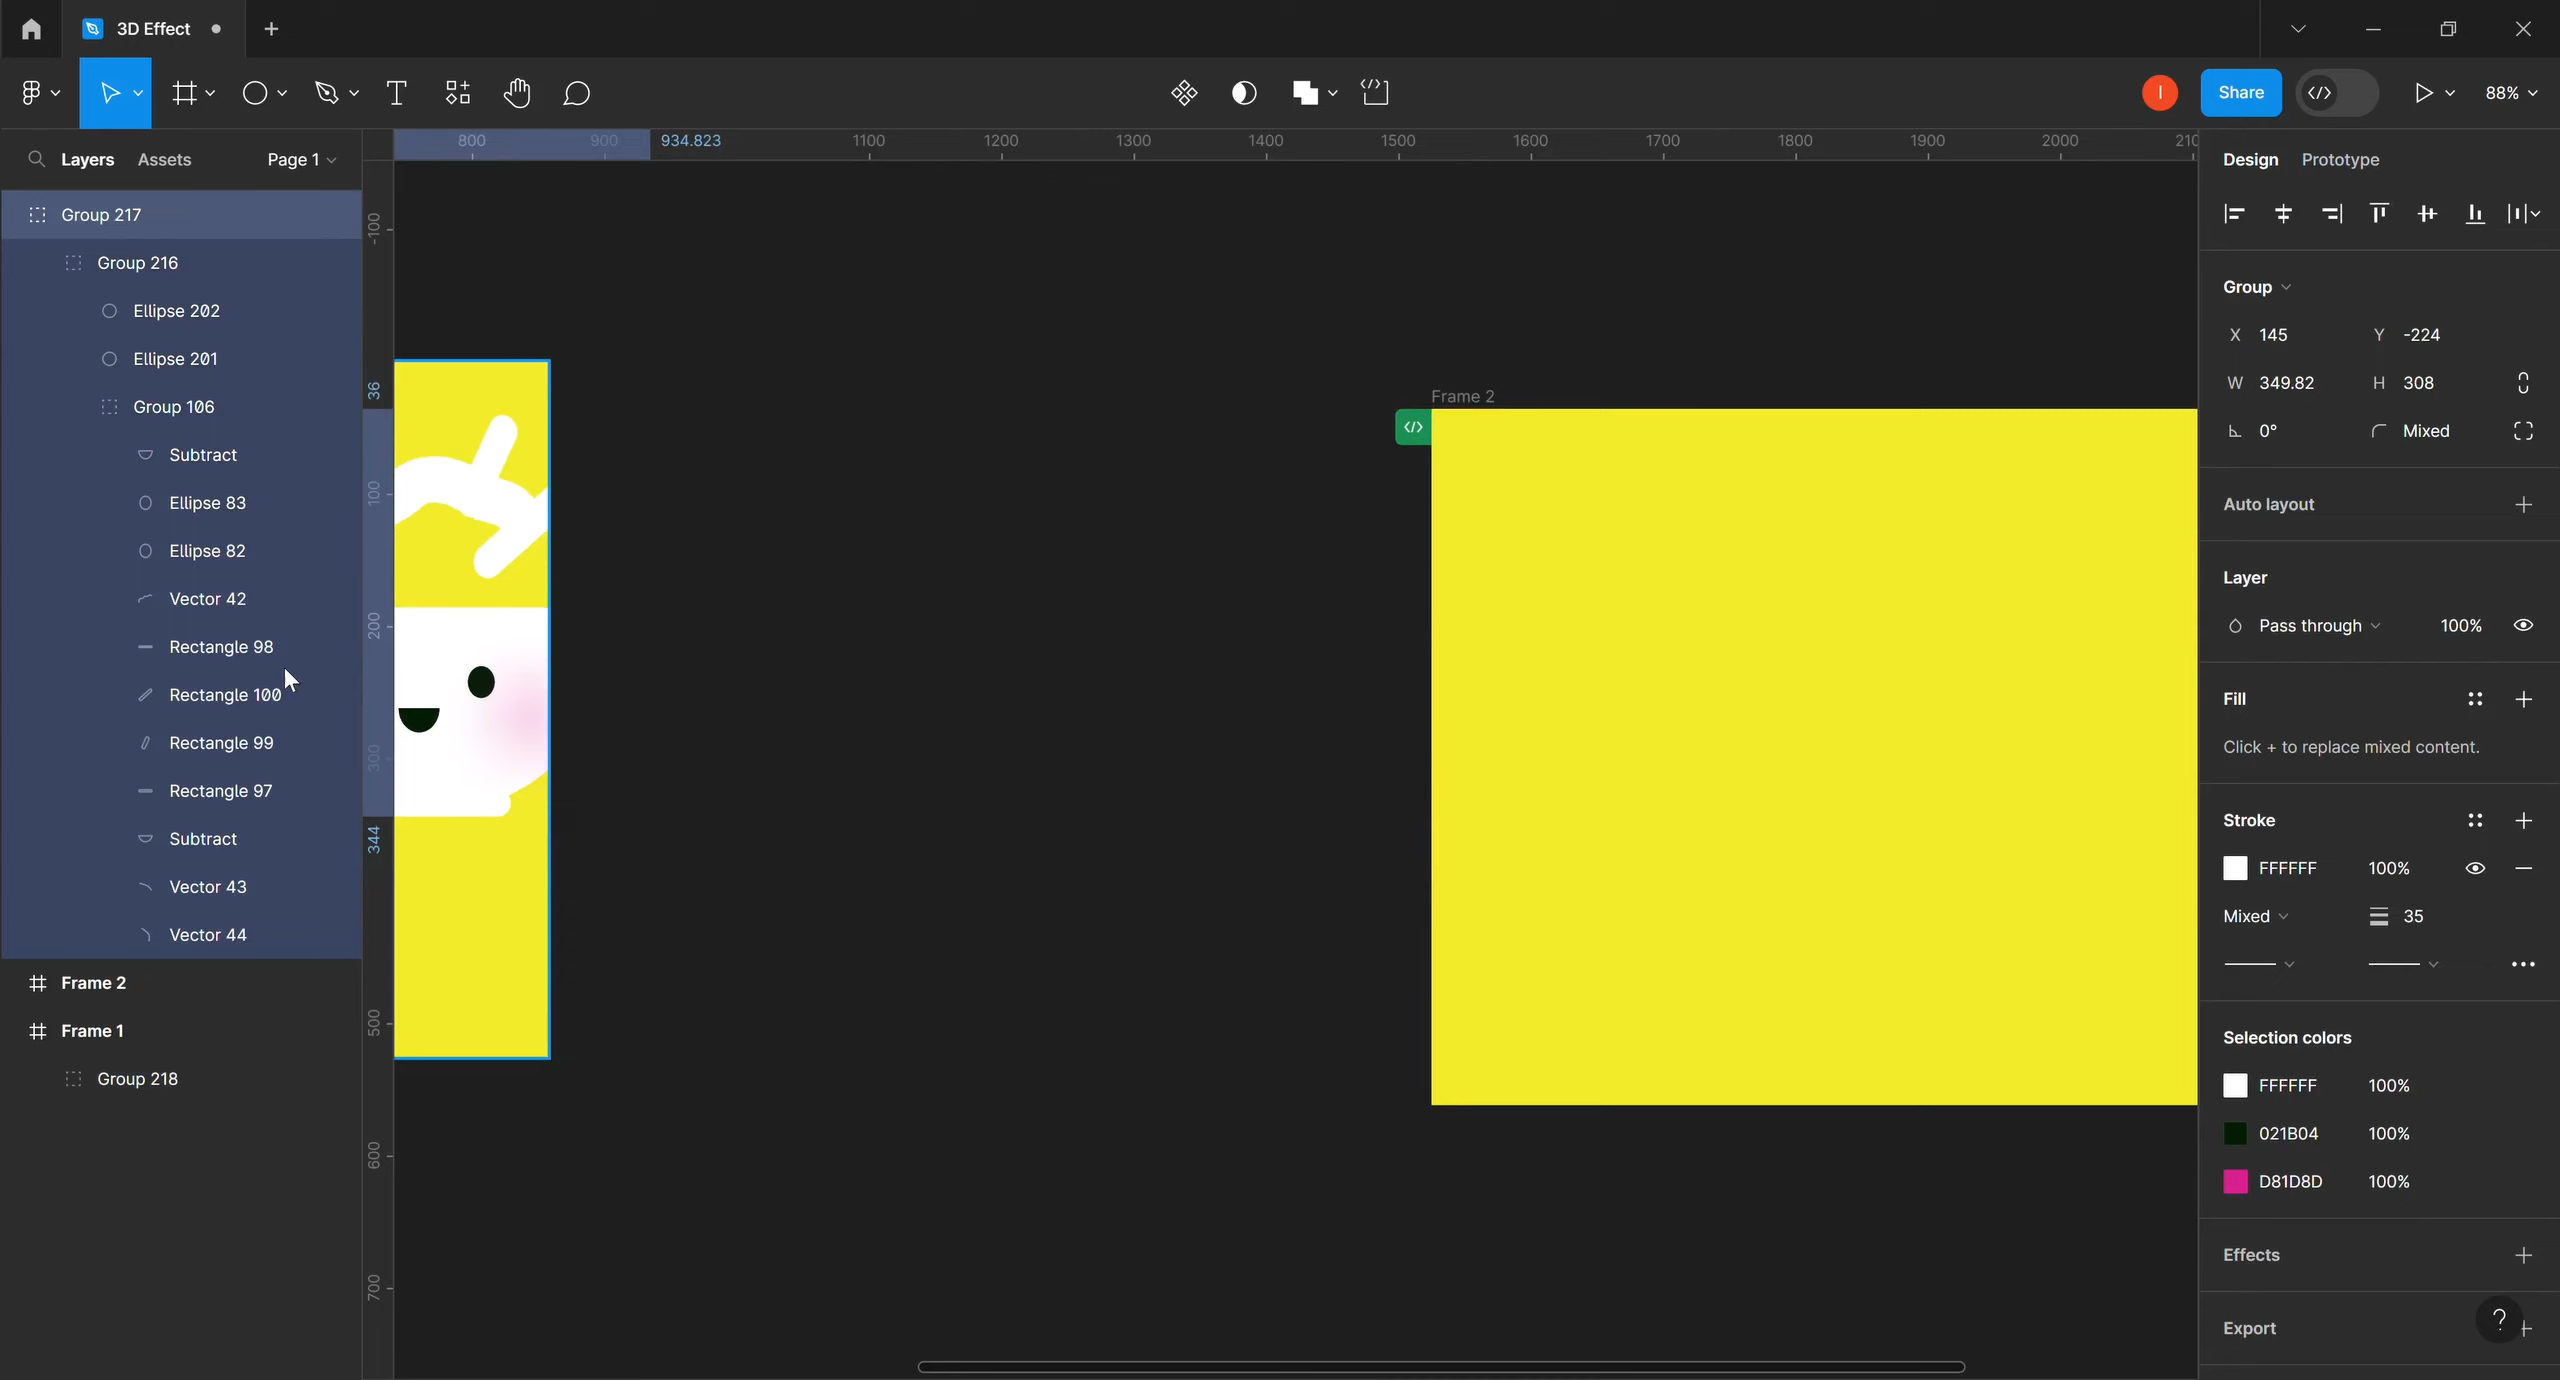 3D Effect
Share
88%
Layers Assets Page 1
800 900 934.823 1100 1200 1300 1400 1500 1600 1700 1800 1900 2000 210
Design Prototype
Group 217
Group 216
Ellipse 202
Ellipse 201
Group 106
Subtract
Ellipse 83
Ellipse 82
Vector 42
Rectangle 98
Rectangle 100
Rectangle 99
Rectangle 97
Subtract
Vector 43
Vector 44
Frame 2
Frame 1
Group 218
-100
36
100
200
300
344
500
600
700
Frame 2
</>
Group
X 145 Y -224
W 349.82 H 308
0° Mixed
Auto layout
Layer
Pass through 100%
Fill
Click + to replace mixed content.
Stroke
FFFFFF 100%
Mixed 35
Selection colors
FFFFFF 100%
021B04 100%
D81D8D 100%
Effects
Export
?